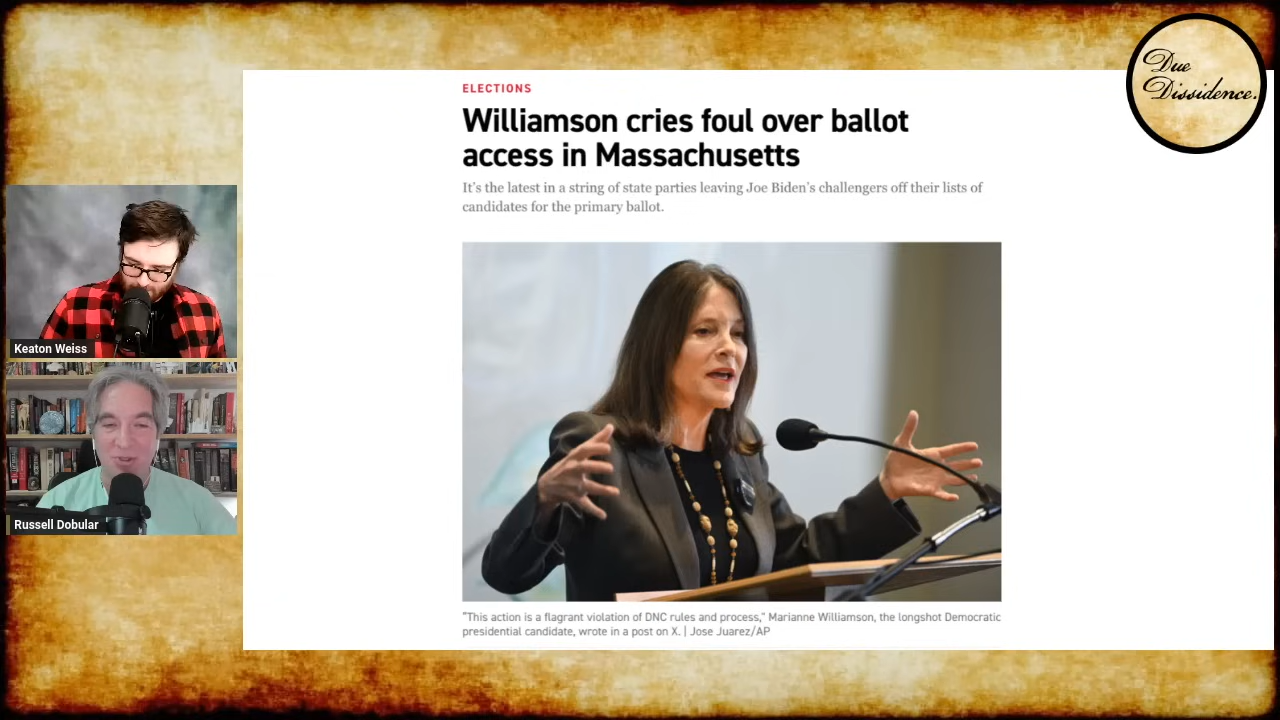 Due
Dissidence.
ELECTIONS
Williamson cries foul over ballot
access in Massachusetts
It's the latest in a string of state parties leaving Joe Biden's challengers off their lists of
candidates for the primary ballot.
Keaton Weiss
Russell Dobular
"This action is a flagrant violation of DNC rules and process," Marianne Williamson, the longshot Democratic
presidential candidate, wrote in a post on X. | Jose Juarez/AP